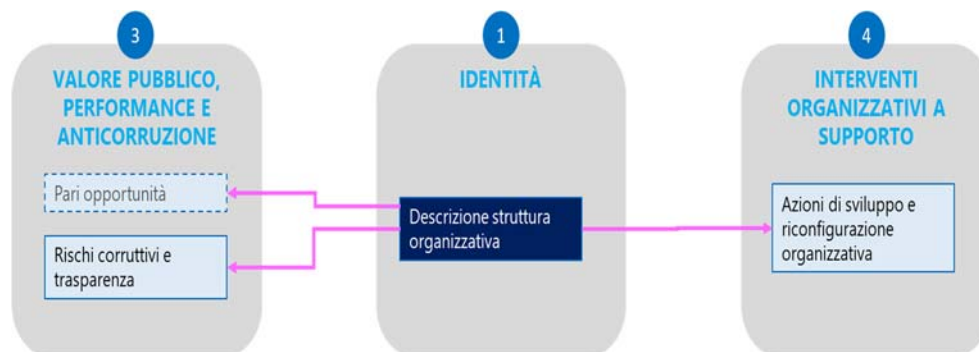 3
VALORE PUBBLICO,
PERFORMANCE E
ANTICORRUZIONE
Pari opportunità
Rischi corruttivi e
trasparenza
1
IDENTITÀ
Descrizione struttura
organizzativa
4
INTERVENTI
ORGANIZZATIVI A
SUPPORTO
Azioni di sviluppo e
riconfigurazione
organizzativa